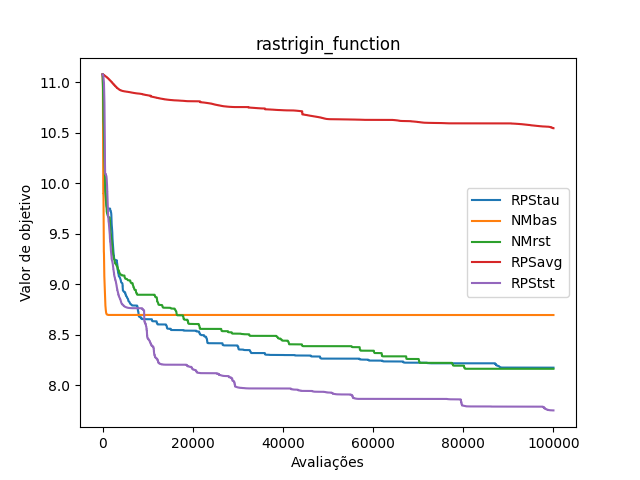 rastrigin_function
11.0
10.5
10.0
9.5
9.0
8.5
8.0
Valor de objetivo
RPStau
NMbas
NMrst
RPSavg
RPStst
0 20000 40000 60000 80000 100000
Avaliações